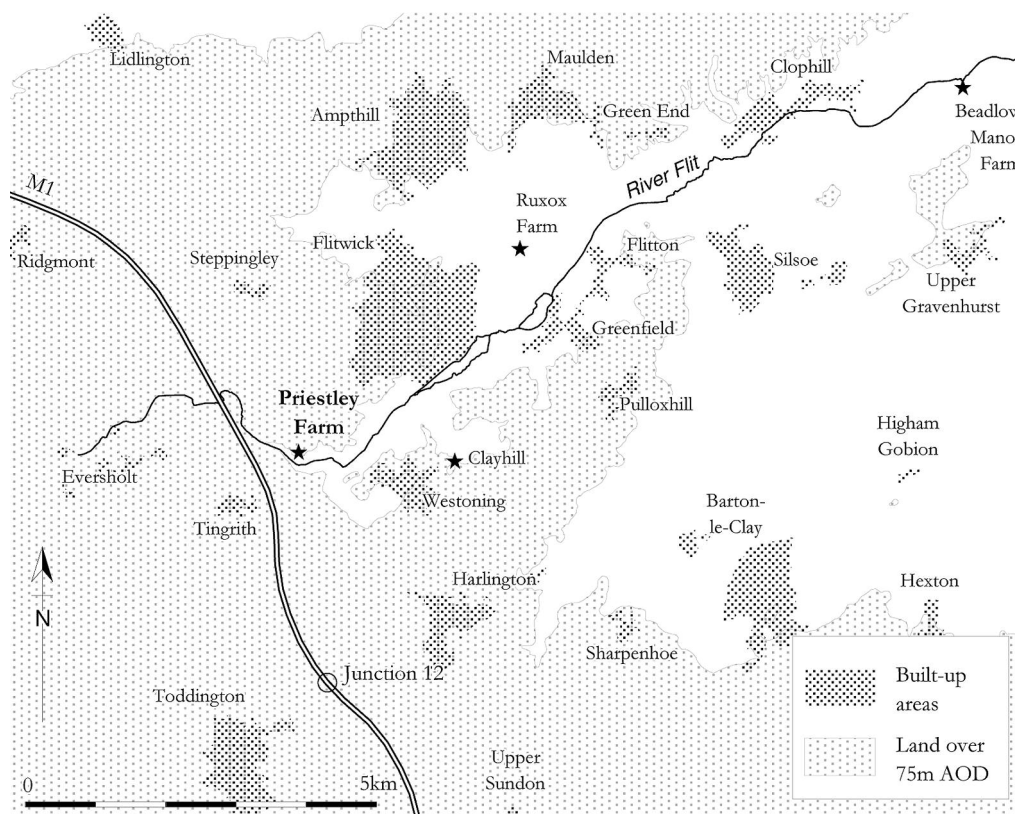 Lidlington
Maulden
Clophill
Ampthill
Green End
Beadlow
Manor
Farm
River Flit
M1
Ruxox
Farm
Ridgmont
Steppingley
Flitwick
Flitton
Silsoe
Upper
Gravenhurst
Greenfield
Priestley
Farm
Pulloxhill
Higham
Gobion
Eversholt
Clayhill
Westoning
Tingrith
Barton-
le-Clay
N
Harlington
Hexton
Sharpenhoe
Junction 12
Toddington
Upper
Sundon
0
5km
Built-up
areas
Land over
75m AOD